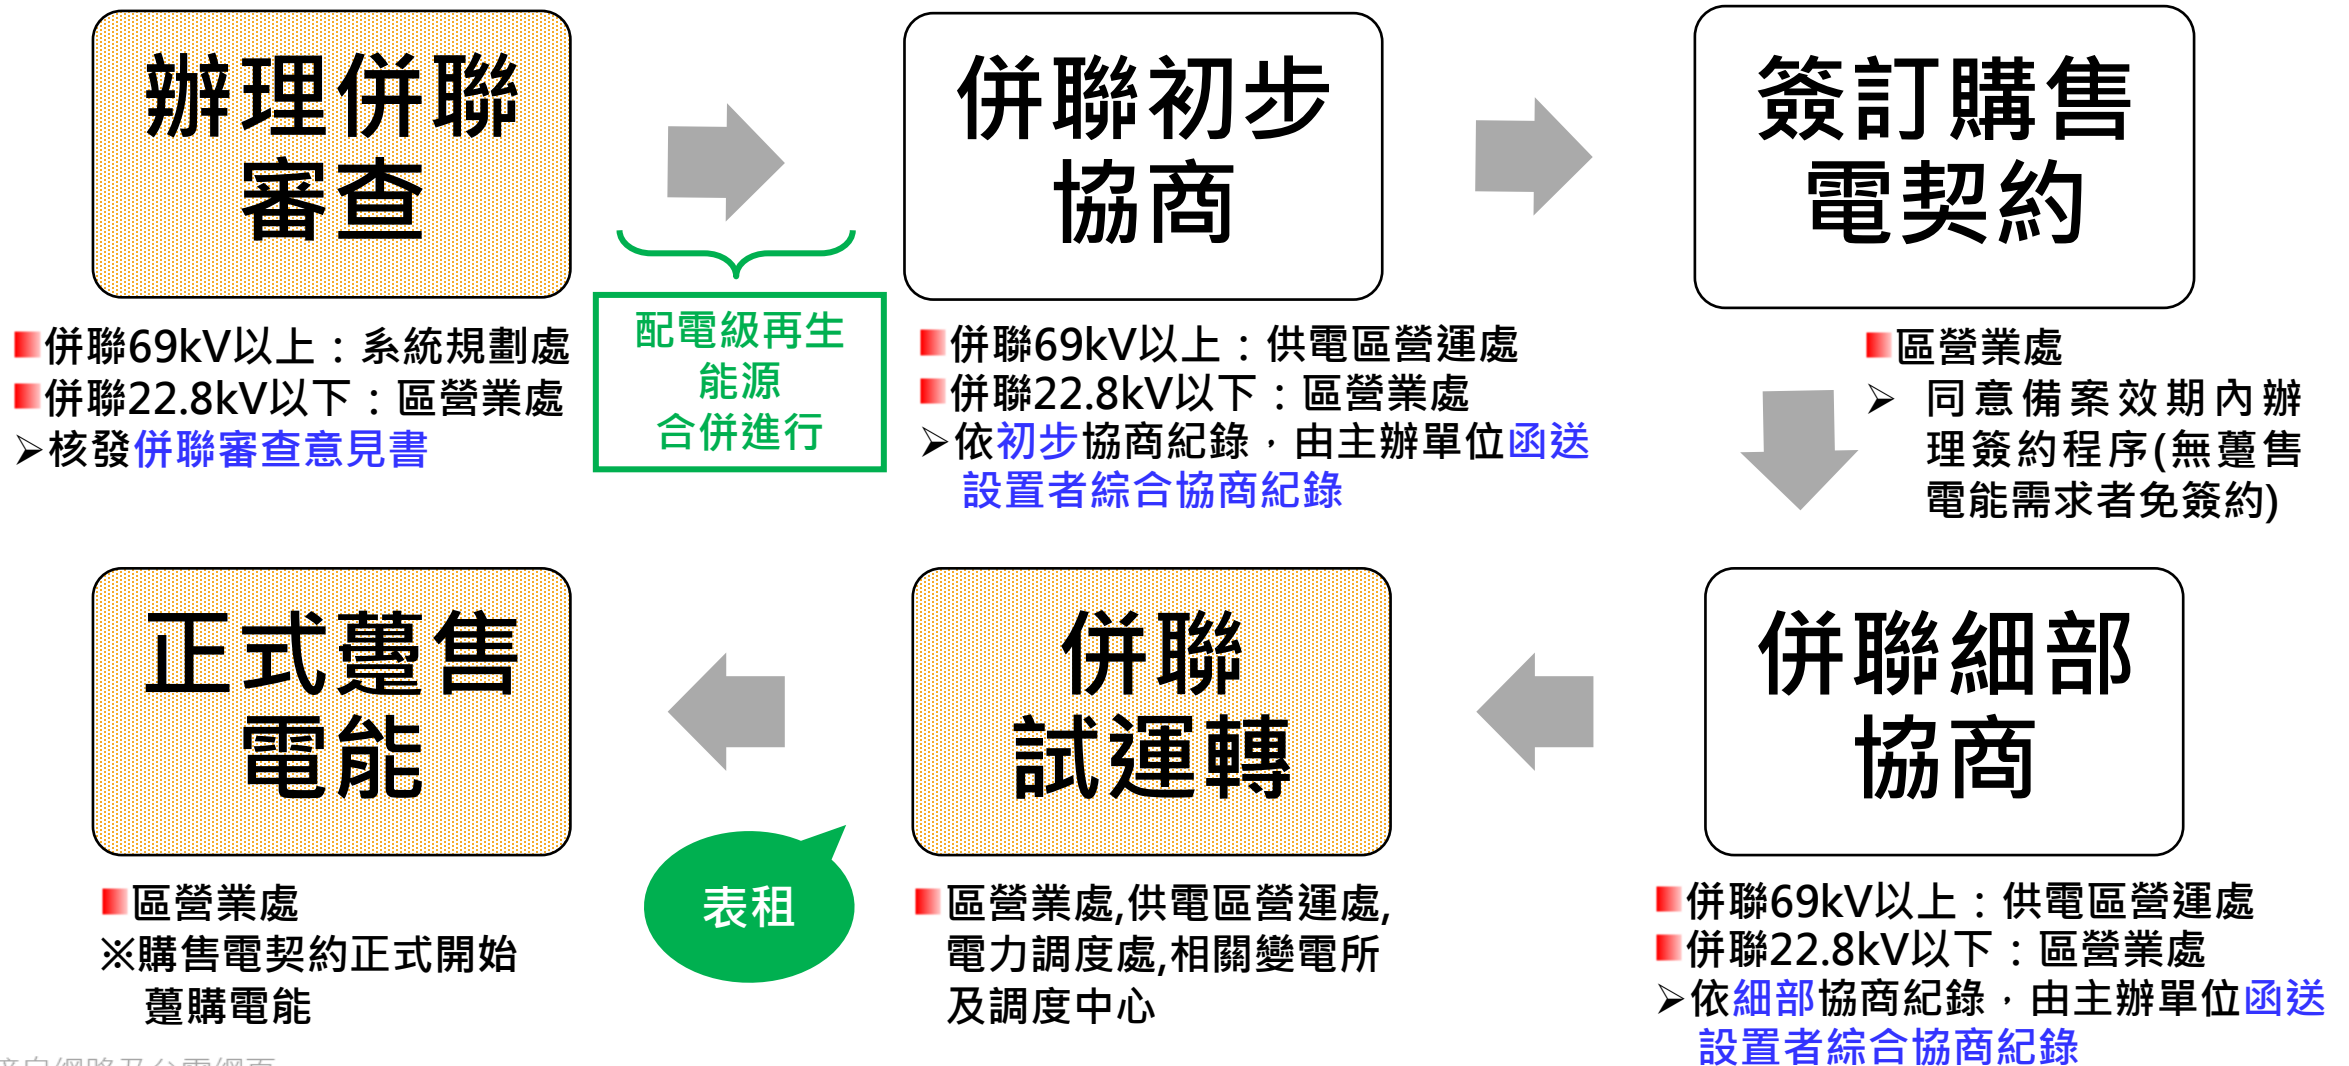 辦理併聯
審查
■併聯69kV以上：系統規劃處
■併聯22.8kV以下：區營業處
➢核發併聯審查意見書
配電級再生
能源
合併進行
併聯初步
協商
■併聯69kV以上：供電區營運處
■併聯22.8kV以下：區營業處
➢依初步協商紀錄，由主辦單位函送
設置者綜合協商紀錄
簽訂購售
電契約
■區營業處
➢ 同意備案效期內辦
理簽約程序(無躉售
電能需求者免簽約)
正式躉售
電能
■區營業處
※購售電契約正式開始
躉購電能
表租
併聯
試運轉
■區營業處,供電區營運處,
電力調度處,相關變電所
及調度中心
併聯細部
協商
■併聯69kV以上：供電區營運處
■併聯22.8kV以下：區營業處
➢依細部協商紀錄，由主辦單位函送
設置者綜合協商紀錄